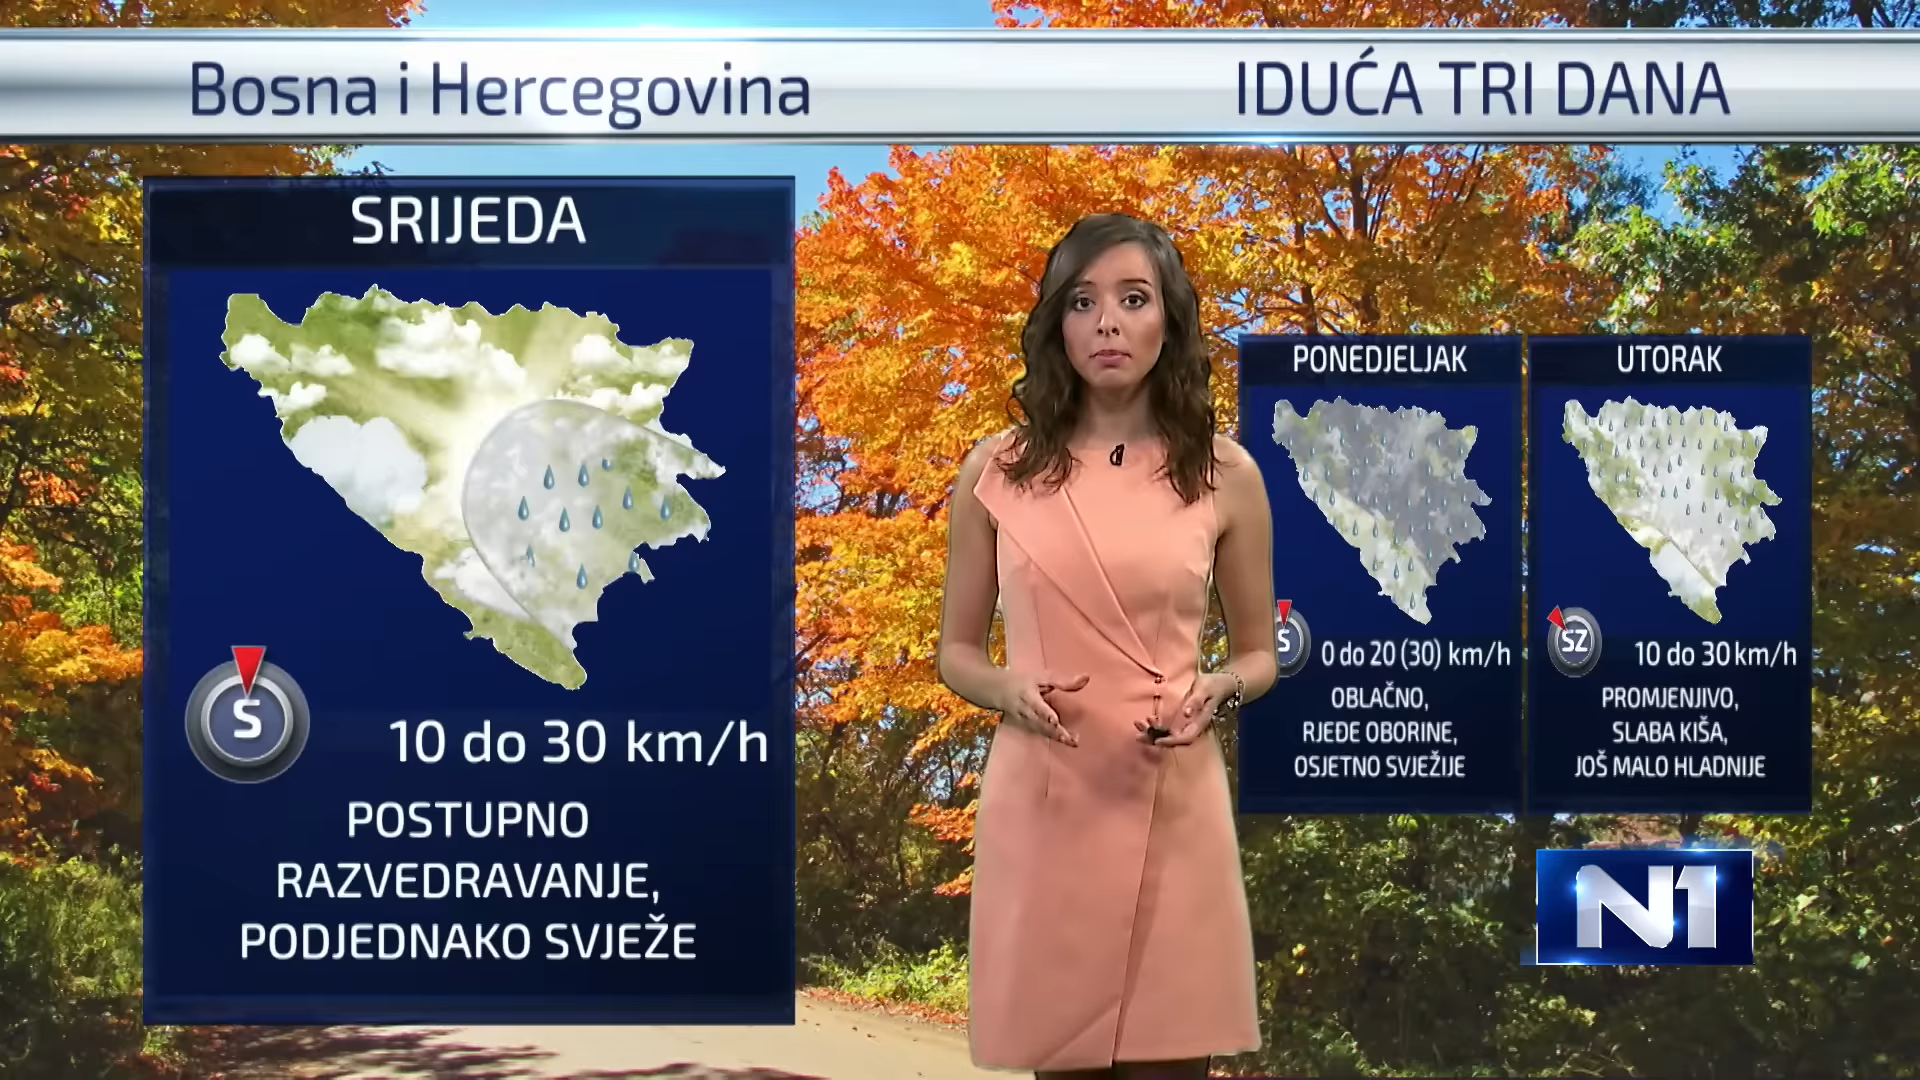 Bosna i Hercegovina
IDUĆA TRI DANA
SRIJEDA
S
10 do 30 km/h
POSTUPNO
RAZVEDRAVANJE,
PODJEDNAKO SVJEŽE
PONEDJELJAK
S
0 do 20 (30) km/h
OBLAČNO,
RJEĐE OBORINE,
OSJETNO SVJEŽIJE
UTORAK
SZ
10 do 30 km/h
PROMJENJIVO,
SLABA KIŠA,
JOŠ MALO HLADNIJE
N1